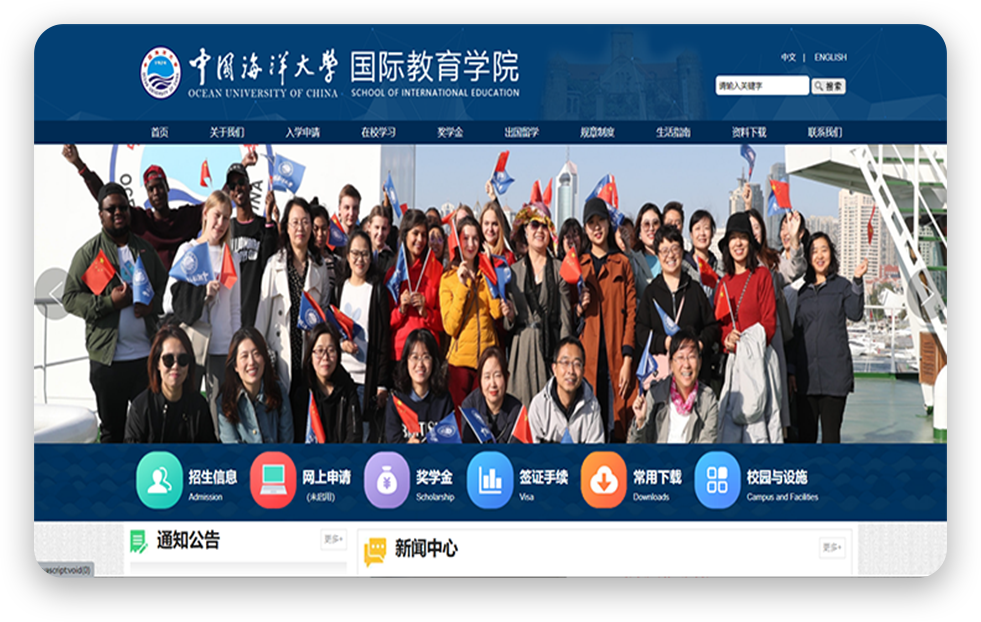 中文 | ENGLISH
中国海洋大学 国际教育学院
OCEAN UNIVERSITY OF CHINA SCHOOL OF INTERNATIONAL EDUCATION
请输入关键字 搜索
首页 关于我们 入学申请 在校学习 奖学金 出国留学 规章制度 生活指南 资料下载 联系我们
招生信息 网上申请 奖学金 签证手续 常用下载 校园与设施
Admission (未启用) Scholarship Visa Downloads Campus and Facilities
通知公告 更多+ 新闻中心 更多+
ascript:void(0)